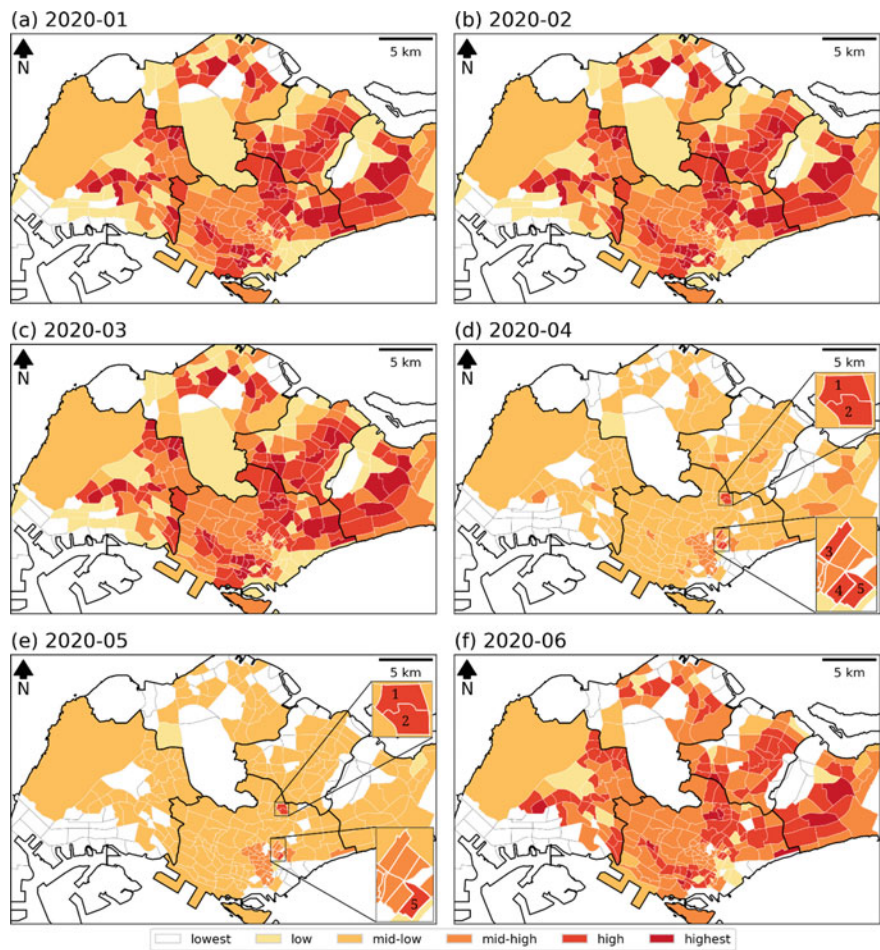 (a) 2020-01
N
5 km
(b) 2020-02
N
5 km
(c) 2020-03
N
5 km
(d) 2020-04
N
5 km
1
2
3
4
5
(e) 2020-05
N
5 km
1
2
5
(f) 2020-06
N
5 km
lowest low mid-low mid-high high highest